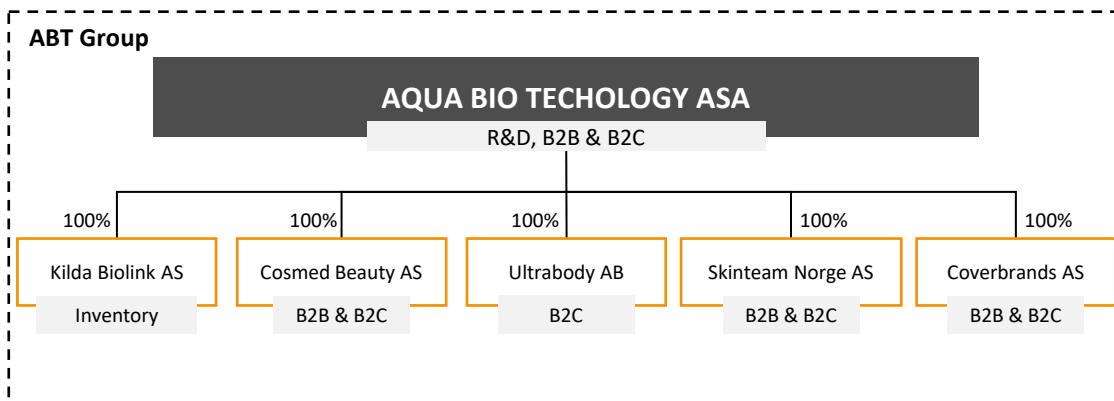 ABT Group
AQUA BIO TECHOLOGY ASA
R&D, B2B & B2C
100% 100% 100% 100% 100%
Kilda Biolink AS Cosmed Beauty AS Ultrabody AB Skinteam Norge AS Coverbrands AS
Inventory B2B & B2C B2C B2B & B2C B2B & B2C